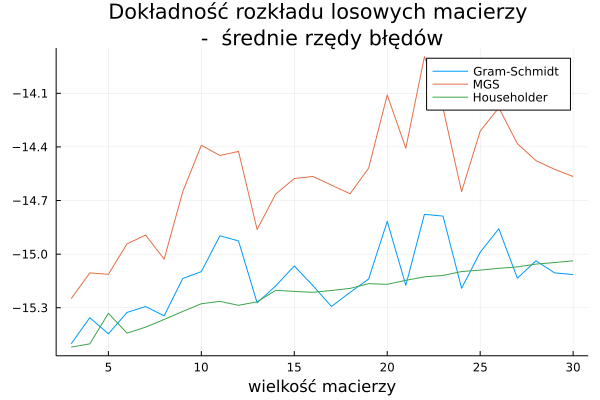 Dokładność rozkładu losowych macierzy
- średnie rzędy błędów
Gram-Schmidt
MGS
Householder
−14.1
−14.4
−14.7
−15.0
−15.3
5
10
15
20
25
30
wielkość macierzy